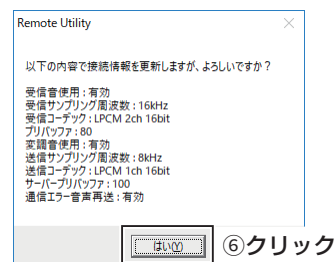 Remote Utility
以下の内容で接続情報を更新しますが、よろしいですか？
受信音使用：有効
受信サンプリング周波数：16kHz
受信コーデック：LPCM 2ch 16bit
プリバッファ：80
変調音使用：有効
送信サンプリング周波数：8kHz
送信コーデック：LPCM 1ch 16bit
サーバープリバッファ：100
通信エラー音声再送：有効
はい(Y)
⑥クリック